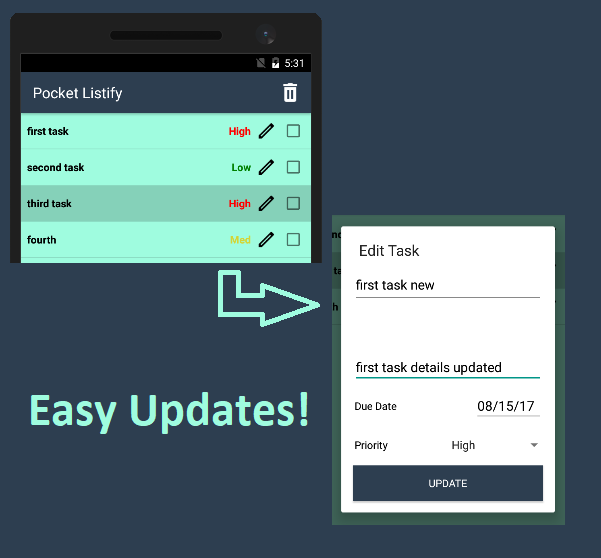 5:31
Pocket Listify
first task High
second task Low
third task High
fourth Med
Edit Task
first task new
first task details updated
Due Date 08/15/17
Priority High
UPDATE
Easy Updates!